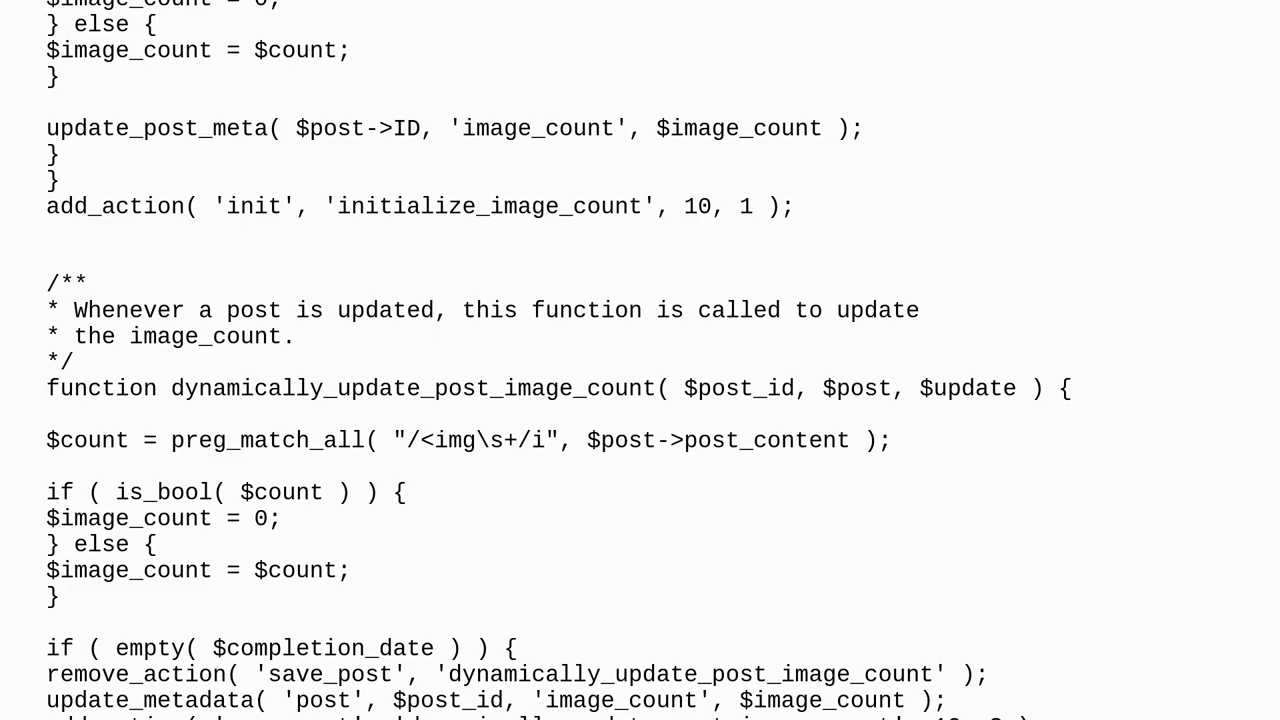 $image_count = 0;
} else {
$image_count = $count;
}
update_post_meta( $post->ID, 'image_count', $image_count );
}
}
add_action( 'init', 'initialize_image_count', 10, 1 );
/**
* Whenever a post is updated, this function is called to update
* the image_count.
*/
function dynamically_update_post_image_count( $post_id, $post, $update ) {
$count = preg_match_all( "/<img\s+/i", $post->post_content );
if ( is_bool( $count ) ) {
$image_count = 0;
} else {
$image_count = $count;
}
if ( empty( $completion_date ) ) {
remove_action( 'save_post', 'dynamically_update_post_image_count' );
update_metadata( 'post', $post_id, 'image_count', $image_count );